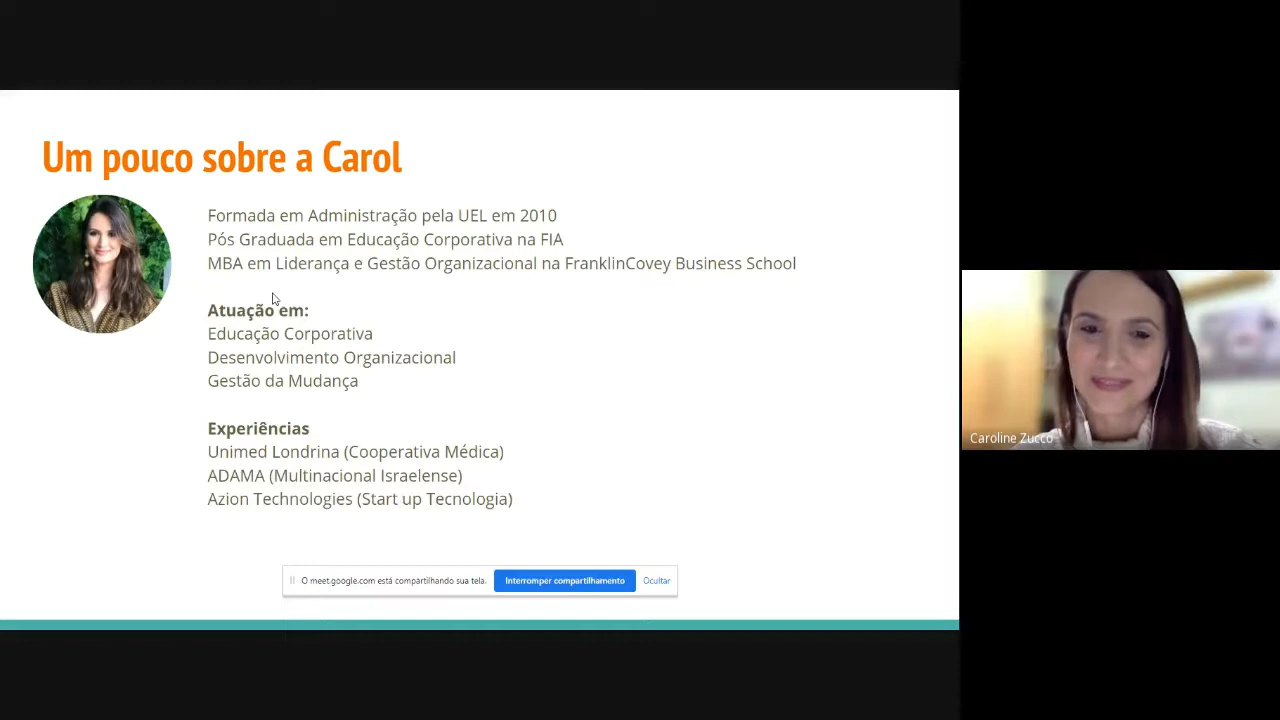 Um pouco sobre a Carol
Formada em Administração pela UEL em 2010
Pós Graduada em Educação Corporativa na FIA
MBA em Liderança e Gestão Organizacional na FranklinCovey Business School
Atuação em:
Educação Corporativa
Desenvolvimento Organizacional
Gestão da Mudança
Experiências
Unimed Londrina (Cooperativa Médica)
ADAMA (Multinacional Israelense)
Azion Technologies (Start up Tecnologia)
O meet.google.com está compartilhando sua tela. Interromper compartilhamento Ocultar
Caroline Zucco